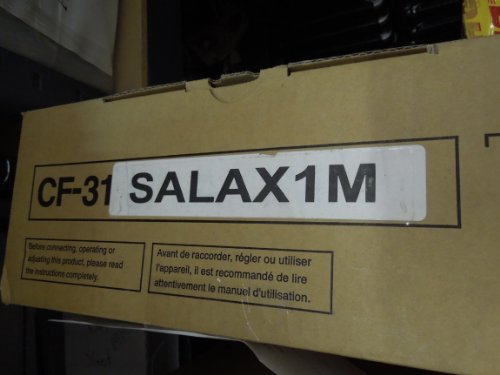 CF-31 SALAX1M
Before connecting, operating or
adjusting this product, please read
the instructions completely.
Avant de raccorder, régler ou utiliser
l'appareil, il est recommandé de lire
attentivement le manuel d'utilisation.